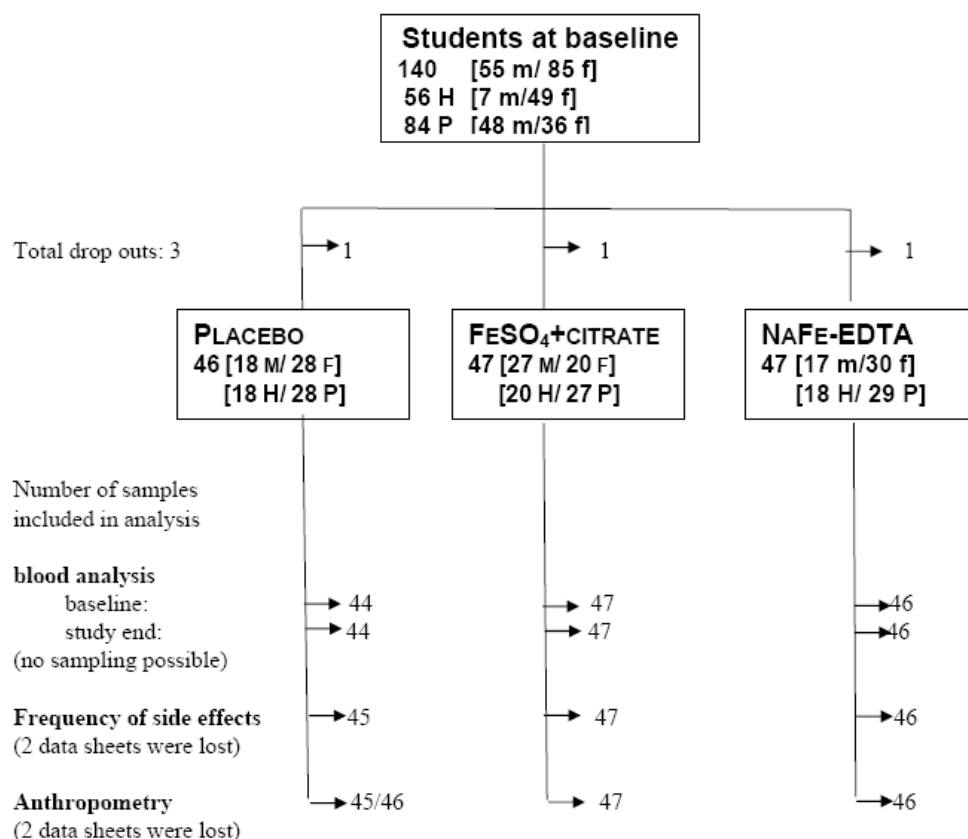 Students at baseline
140 [55 m/ 85 f]
56 H [7 m/49 f]
84 P [48 m/36 f]
Total drop outs: 3
1
1
1
PLACEBO
46 [18 M/ 28 F]
[18 H/ 28 P]
FESO4+CITRATE
47 [27 M/ 20 F]
[20 H/ 27 P]
NAFE-EDTA
47 [17 m/30 f]
[18 H/ 29 P]
Number of samples
included in analysis
blood analysis
baseline: 44 47 46
study end: 44 47 46
(no sampling possible)
Frequency of side effects 45 47 46
(2 data sheets were lost)
Anthropometry 45/46 47 46
(2 data sheets were lost)